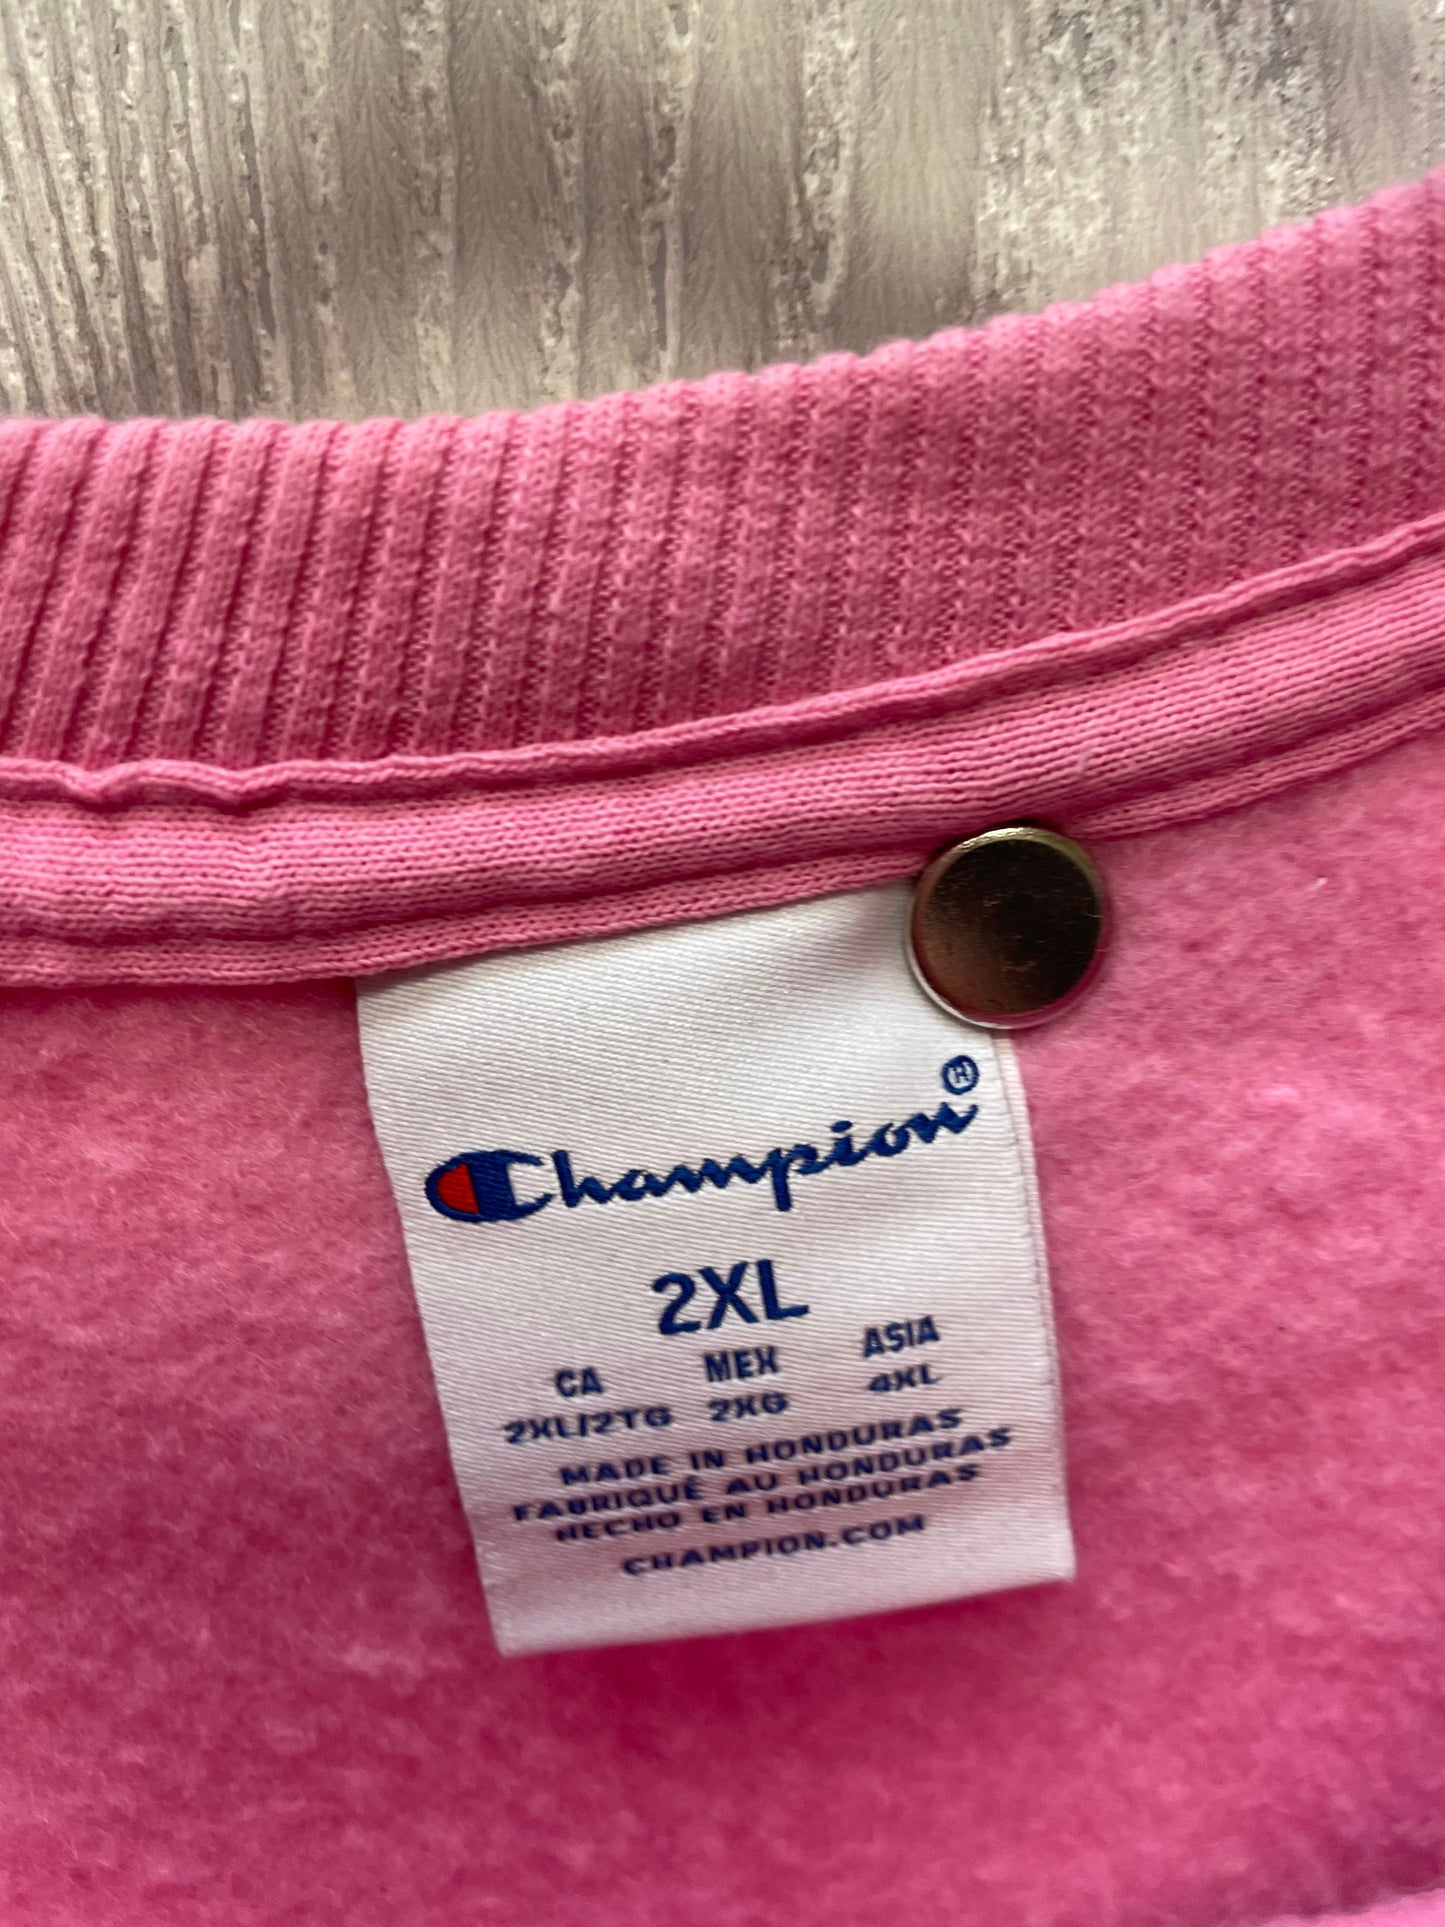 Champion®
2XL
CA MEX ASIA
2XL/2TG 2XG 4XL
MADE IN HONDURAS
FABRIQUÉ AU HONDURAS
HECHO EN HONDURAS
CHAMPION.COM